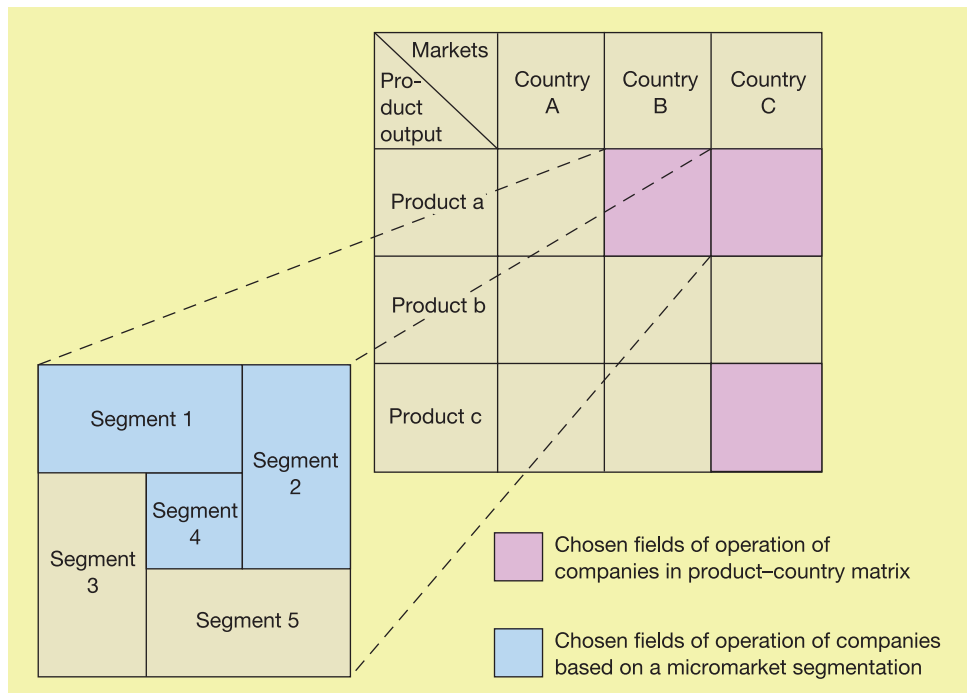 Markets
Pro-
duct
output
Country
A
Country
B
Country
C
Product a
Product b
Product c
Segment 1
Segment
2
Segment
3
Segment
4
Segment 5
Chosen fields of operation of
companies in product–country matrix
Chosen fields of operation of companies
based on a micromarket segmentation